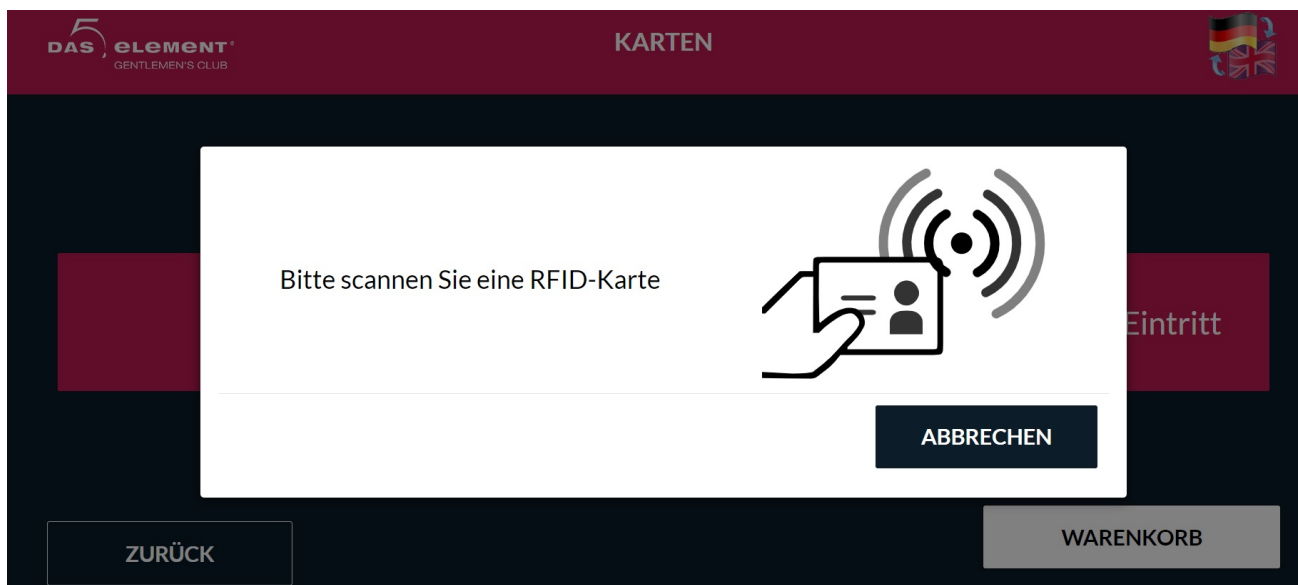 DAS 5 eLemeNT®
GENTLEMEN'S CLUB
KARTEN
Bitte scannen Sie eine RFID-Karte
Eintritt
ABBRECHEN
ZURÜCK
WARENKORB